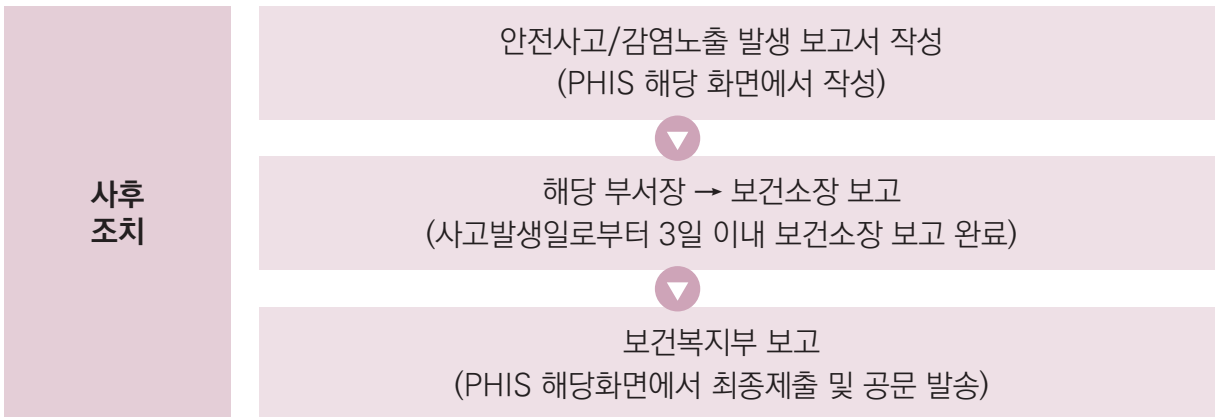 사후
조치
안전사고/감염노출 발생 보고서 작성
(PHIS 해당 화면에서 작성)
해당 부서장 → 보건소장 보고
(사고발생일로부터 3일 이내 보건소장 보고 완료)
보건복지부 보고
(PHIS 해당화면에서 최종제출 및 공문 발송)